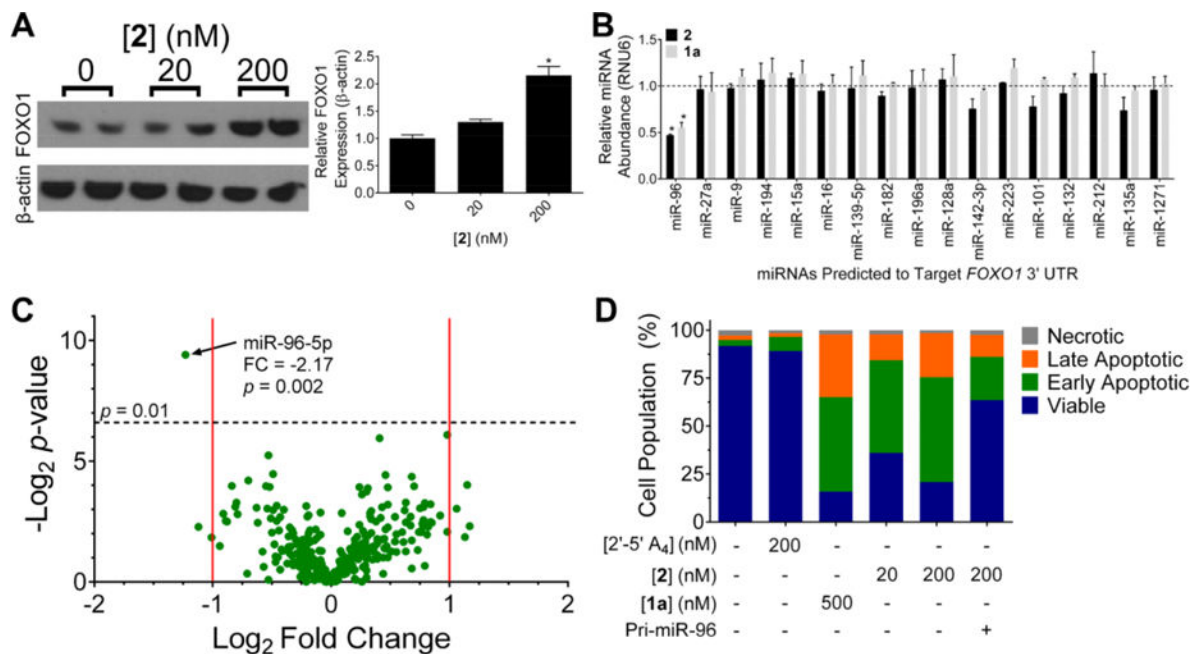 A
[2] (nM)
0 20 200
FOXO1
β-actin
Relative FOXO1
Expression (β-actin)
2.5
2.0
1.5
1.0
0.5
0.0
*
0 20 200
[2] (nM)
B
2
1a
Relative miRNA
Abundance (RNU6)
1.5
1.0
0.5
0.0
* *
miR-96
miR-27a
miR-9
miR-194
miR-15a
miR-16
miR-139-5p
miR-182
miR-196a
miR-128a
miR-142-3p
miR-223
miR-101
miR-132
miR-212
miR-135a
miR-1271
miRNAs Predicted to Target FOXO1 3' UTR
C
-Log2 p-value
10
5
0
miR-96-5p
FC = -2.17
p = 0.002
p = 0.01
-2 -1 0 1 2
Log2 Fold Change
D
Cell Population (%)
100
75
50
25
0
Necrotic
Late Apoptotic
Early Apoptotic
Viable
[2'-5' A4] (nM) - 200 - - - -
[2] (nM) - - - 20 200 200
[1a] (nM) - - 500 - - -
Pri-miR-96 - - - - - +